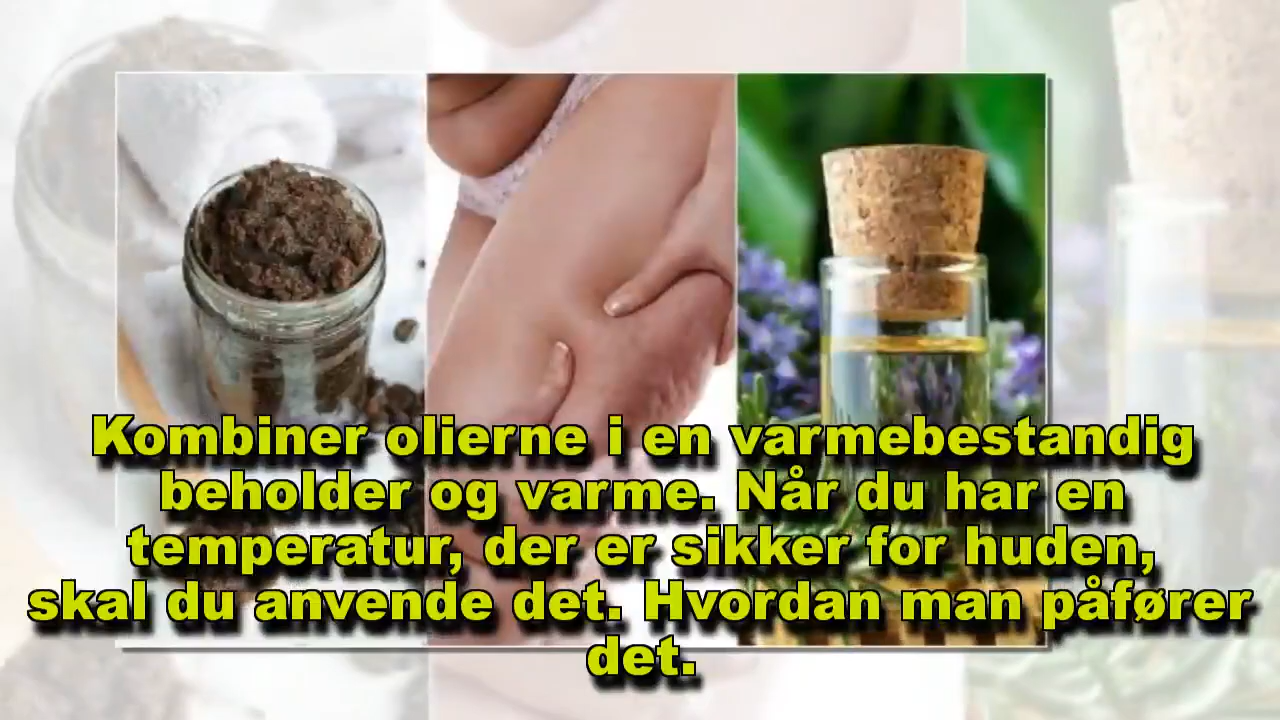 Kombiner olierne i en varmebestandig
beholder og varme. Når du har en
temperatur, der er sikker for huden,
skal du anvende det. Hvordan man påfører
det.